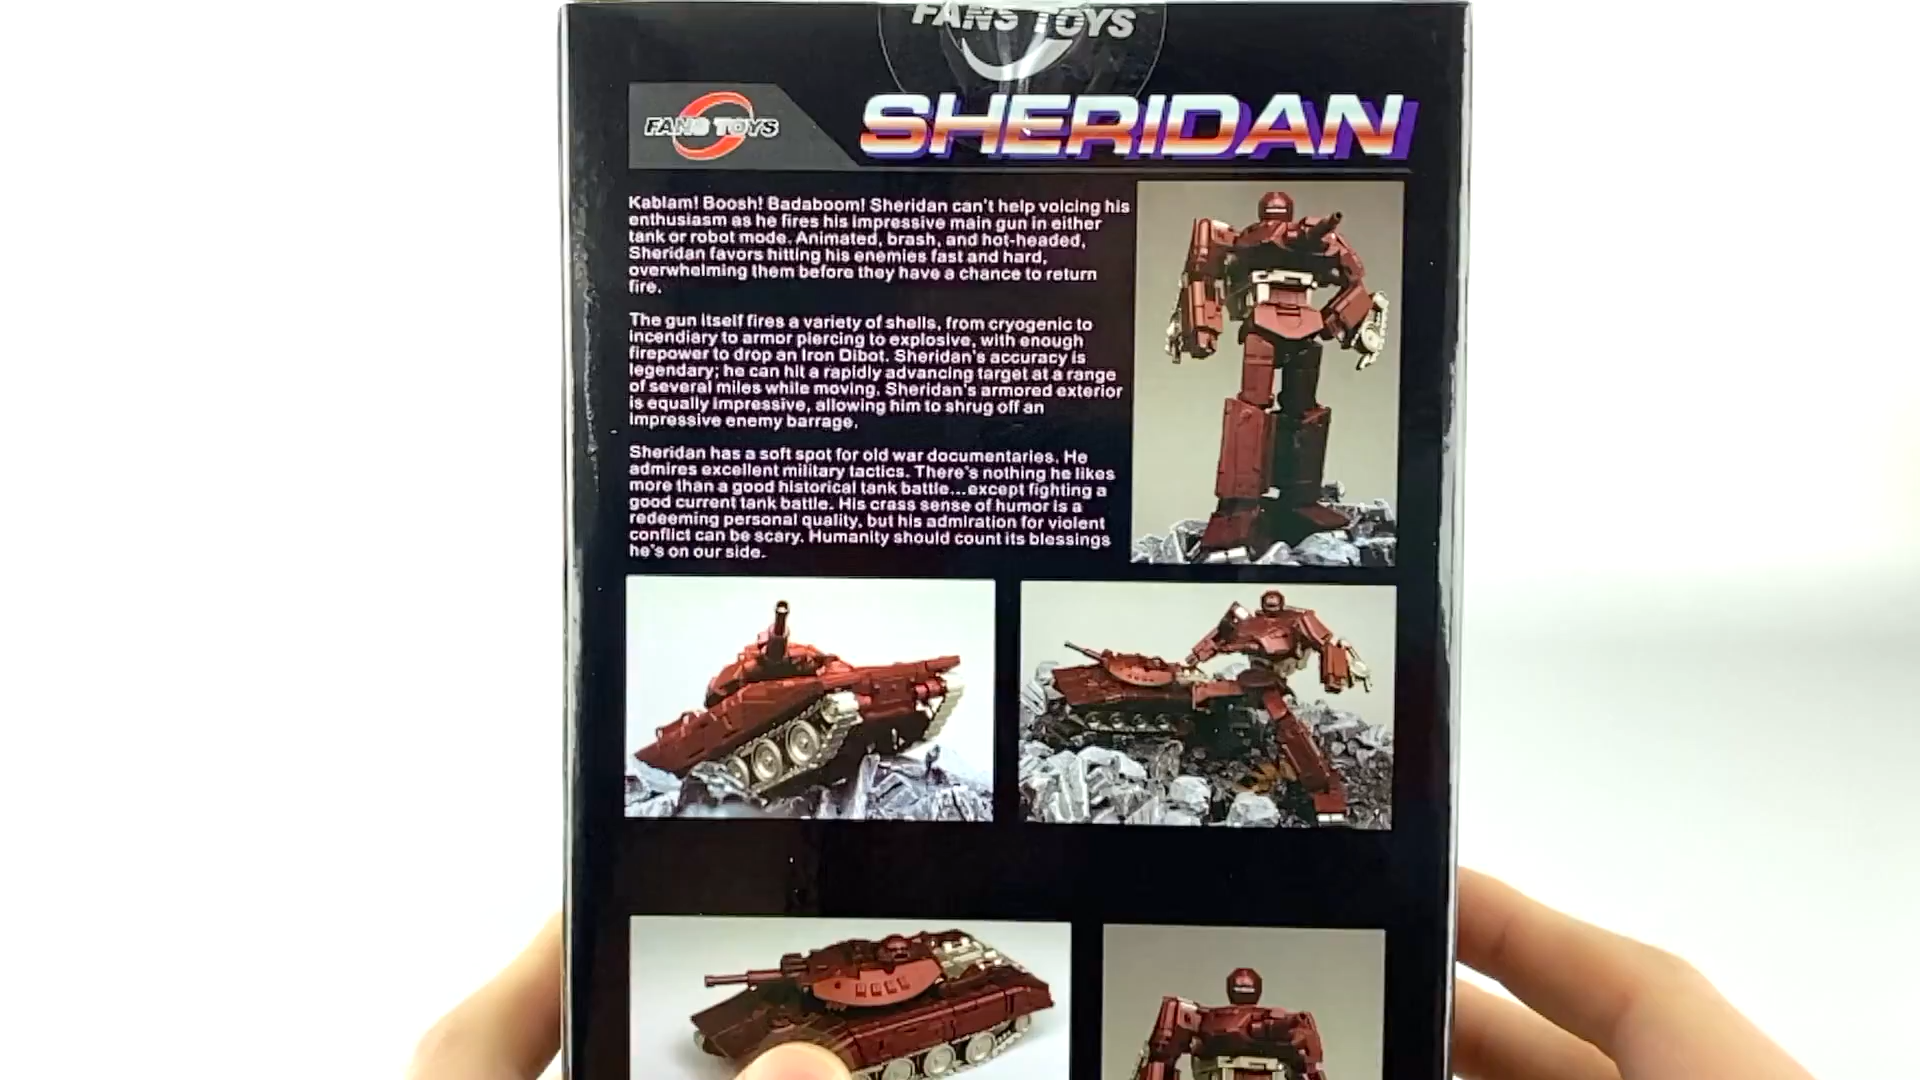 FANS TOYS
FANS TOYS
SHERIDAN
Kablam! Boosh! Badaboom! Sheridan can't help voicing his
enthusiasm as he fires his impressive main gun in either
tank or robot mode. Animated, brash, and hot-headed,
Sheridan favors hitting his enemies fast and hard,
overwhelming them before they have a chance to return
fire.
The gun itself fires a variety of shells, from cryogenic to
incendiary to armor piercing to explosive, with enough
firepower to drop an Iron Dibot. Sheridan's accuracy is
legendary; he can hit a rapidly advancing target at a range
of several miles while moving. Sheridan's armored exterior
is equally impressive, allowing him to shrug off an
impressive enemy barrage.
Sheridan has a soft spot for old war documentaries. He
admires excellent military tactics. There's nothing he likes
more than a good historical tank battle...except fighting a
good current tank battle. His crass sense of humor is a
redeeming personal quality, but his admiration for violent
conflict can be scary. Humanity should count its blessings
he's on our side.